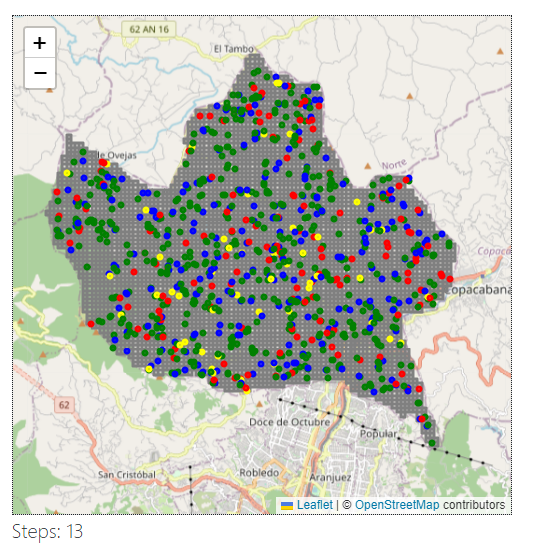 +
−
62 AN 16
El Tambo
de Ovejas
Norte
Copaca
Copacabana
62
Doce de Octubre
Popular
San Cristóbal
Robledo
Aranjuez
Leaflet | © OpenStreetMap contributors
Steps: 13